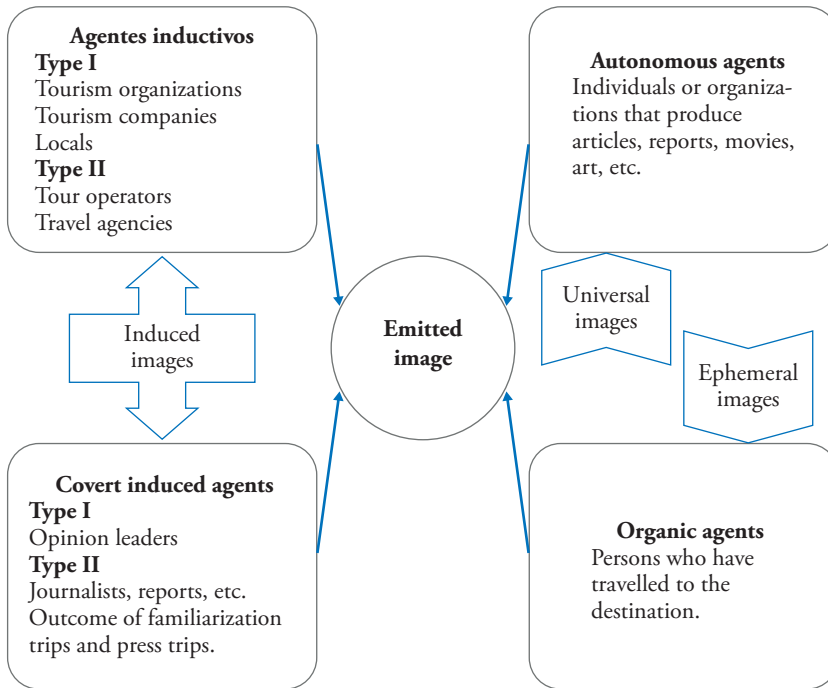 Agentes inductivos
Type I
Tourism organizations
Tourism companies
Locals
Type II
Tour operators
Travel agencies
Autonomous agents
Individuals or organiza-
tions that produce
articles, reports, movies,
art, etc.
Induced
images
Emitted
image
Universal
images
Ephemeral
images
Covert induced agents
Type I
Opinion leaders
Type II
Journalists, reports, etc.
Outcome of familiarization
trips and press trips.
Organic agents
Persons who have
travelled to the
destination.